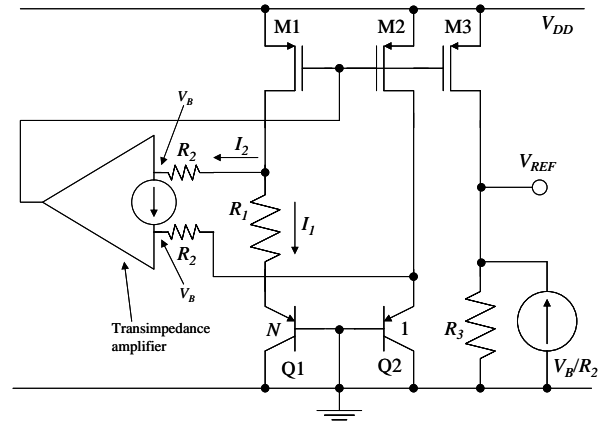 M1 M2 M3 V_DD
V_B
R_2 I_2
V_REF
R_1 I_1
R_2
V_B
Transimpedance
amplifier
N 1 R_3
Q1 Q2 V_B/R_2